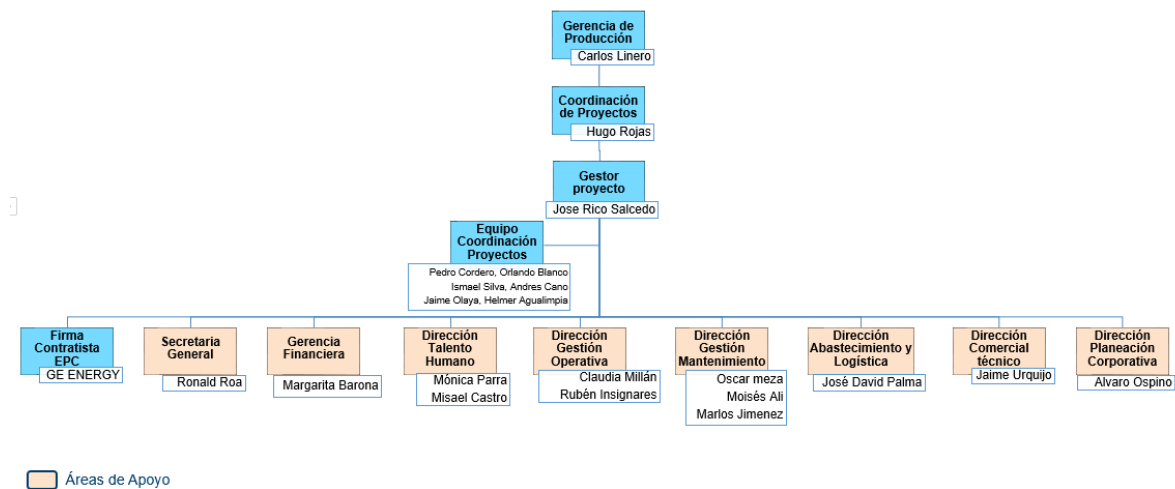 Gerencia de
Producción
Carlos Linero
Coordinación
de Proyectos
Hugo Rojas
Gestor
proyecto
Jose Rico Salcedo
Equipo
Coordinación
Proyectos
Pedro Cordero, Orlando Blanco
Ismael Silva, Andres Cano
Jaime Olaya, Helmer Agualimpia
Firma
Contratista
EPC
GE ENERGY
Secretaria
General
Ronald Roa
Gerencia
Financiera
Margarita Barona
Dirección
Talento
Humano
Mónica Parra
Misael Castro
Dirección
Gestión
Operativa
Claudia Millán
Rubén Insignares
Dirección
Gestión
Mantenimiento
Oscar meza
Moisés Ali
Marlos Jimenez
Dirección
Abastecimiento y
Logística
José David Palma
Dirección
Comercial
técnico
Jaime Urquijo
Dirección
Planeación
Corporativa
Alvaro Ospino
Áreas de Apoyo